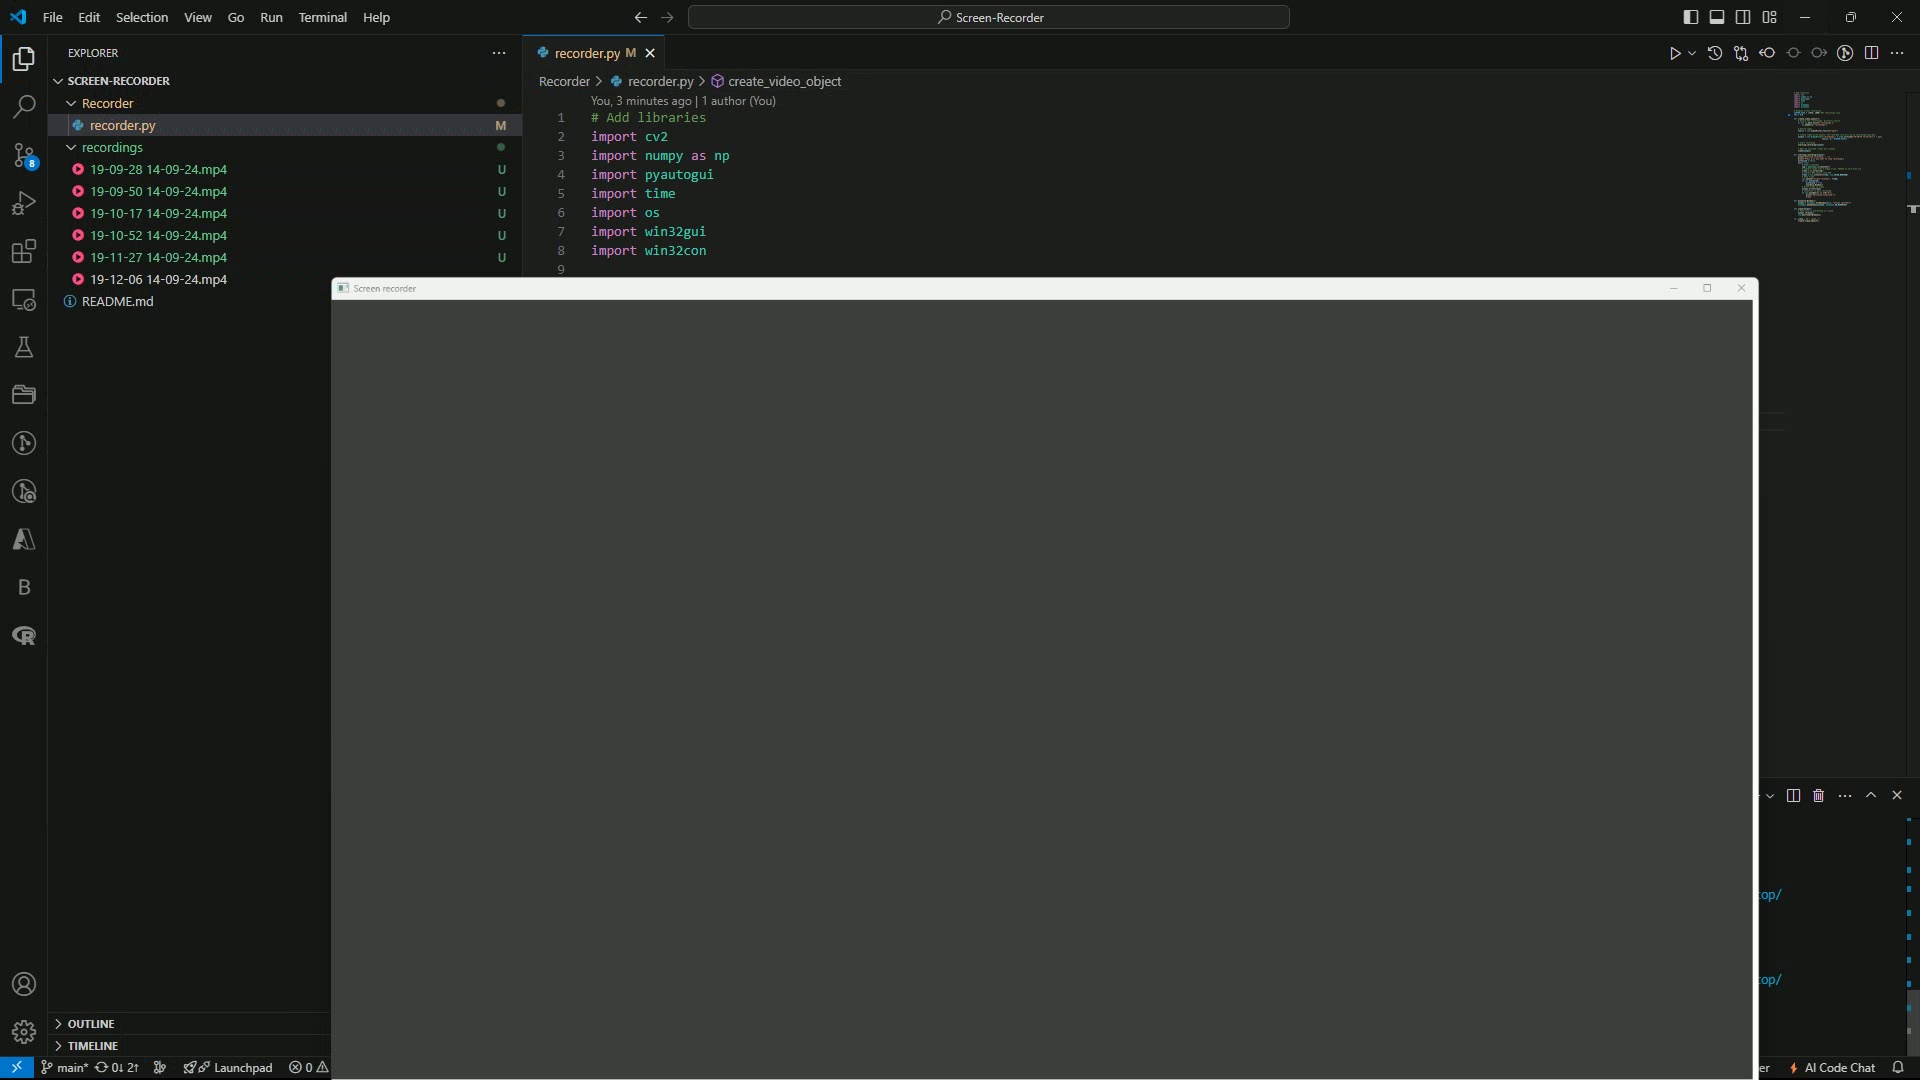 File Edit Selection View Go Run Terminal Help
Screen-Recorder
EXPLORER
SCREEN-RECORDER
Recorder
recorder.py M
recordings
19-09-28 14-09-24.mp4 U
19-09-50 14-09-24.mp4 U
19-10-17 14-09-24.mp4 U
19-10-52 14-09-24.mp4 U
19-11-27 14-09-24.mp4 U
19-12-06 14-09-24.mp4
README.md
8
B
R
OUTLINE
TIMELINE
recorder.py M
Recorder > recorder.py > create_video_object
You, 3 minutes ago | 1 author (You)
1 # Add libraries
2 import cv2
3 import numpy as np
4 import pyautogui
5 import time
6 import os
7 import win32gui
8 import win32con
9
Screen recorder
top/
top/
main* 0↓ 2↑ Launchpad 0
er AI Code Chat